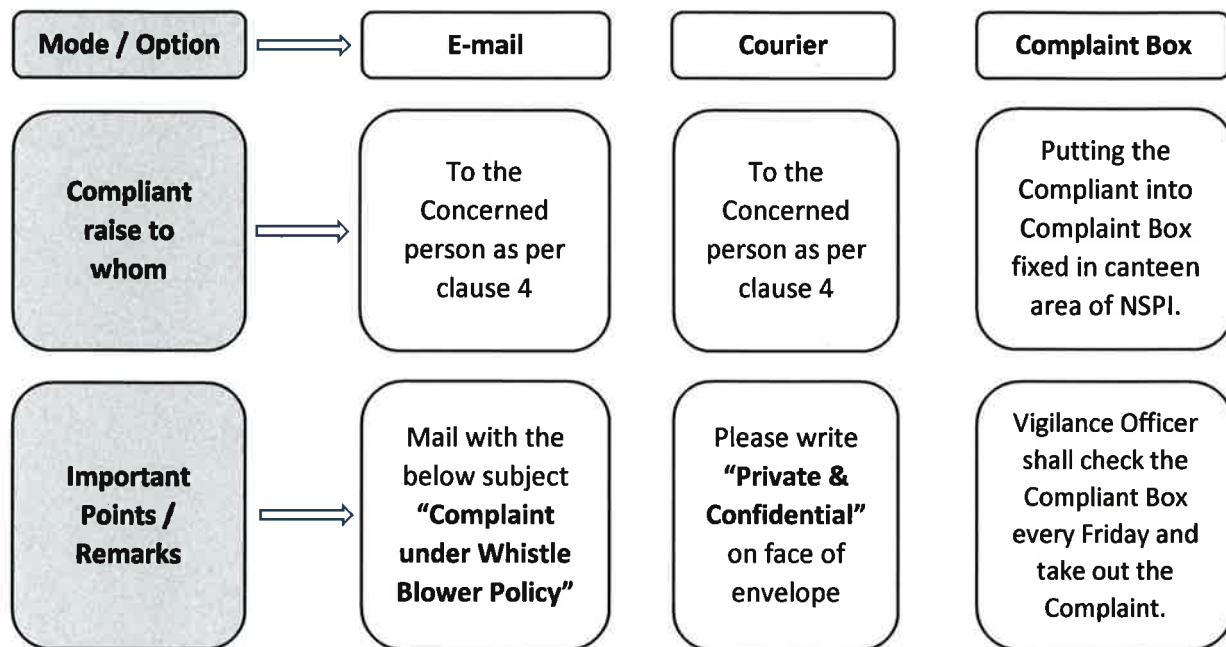 Mode / Option
E-mail
Courier
Complaint Box
Compliant
raise to
whom
To the
Concerned
person as per
clause 4
To the
Concerned
person as per
clause 4
Putting the
Compliant into
Complaint Box
fixed in canteen
area of NSPI.
Important
Points /
Remarks
Mail with the
below subject
“Complaint
under Whistle
Blower Policy”
Please write
“Private &
Confidential”
on face of
envelope
Vigilance Officer
shall check the
Compliant Box
every Friday and
take out the
Complaint.